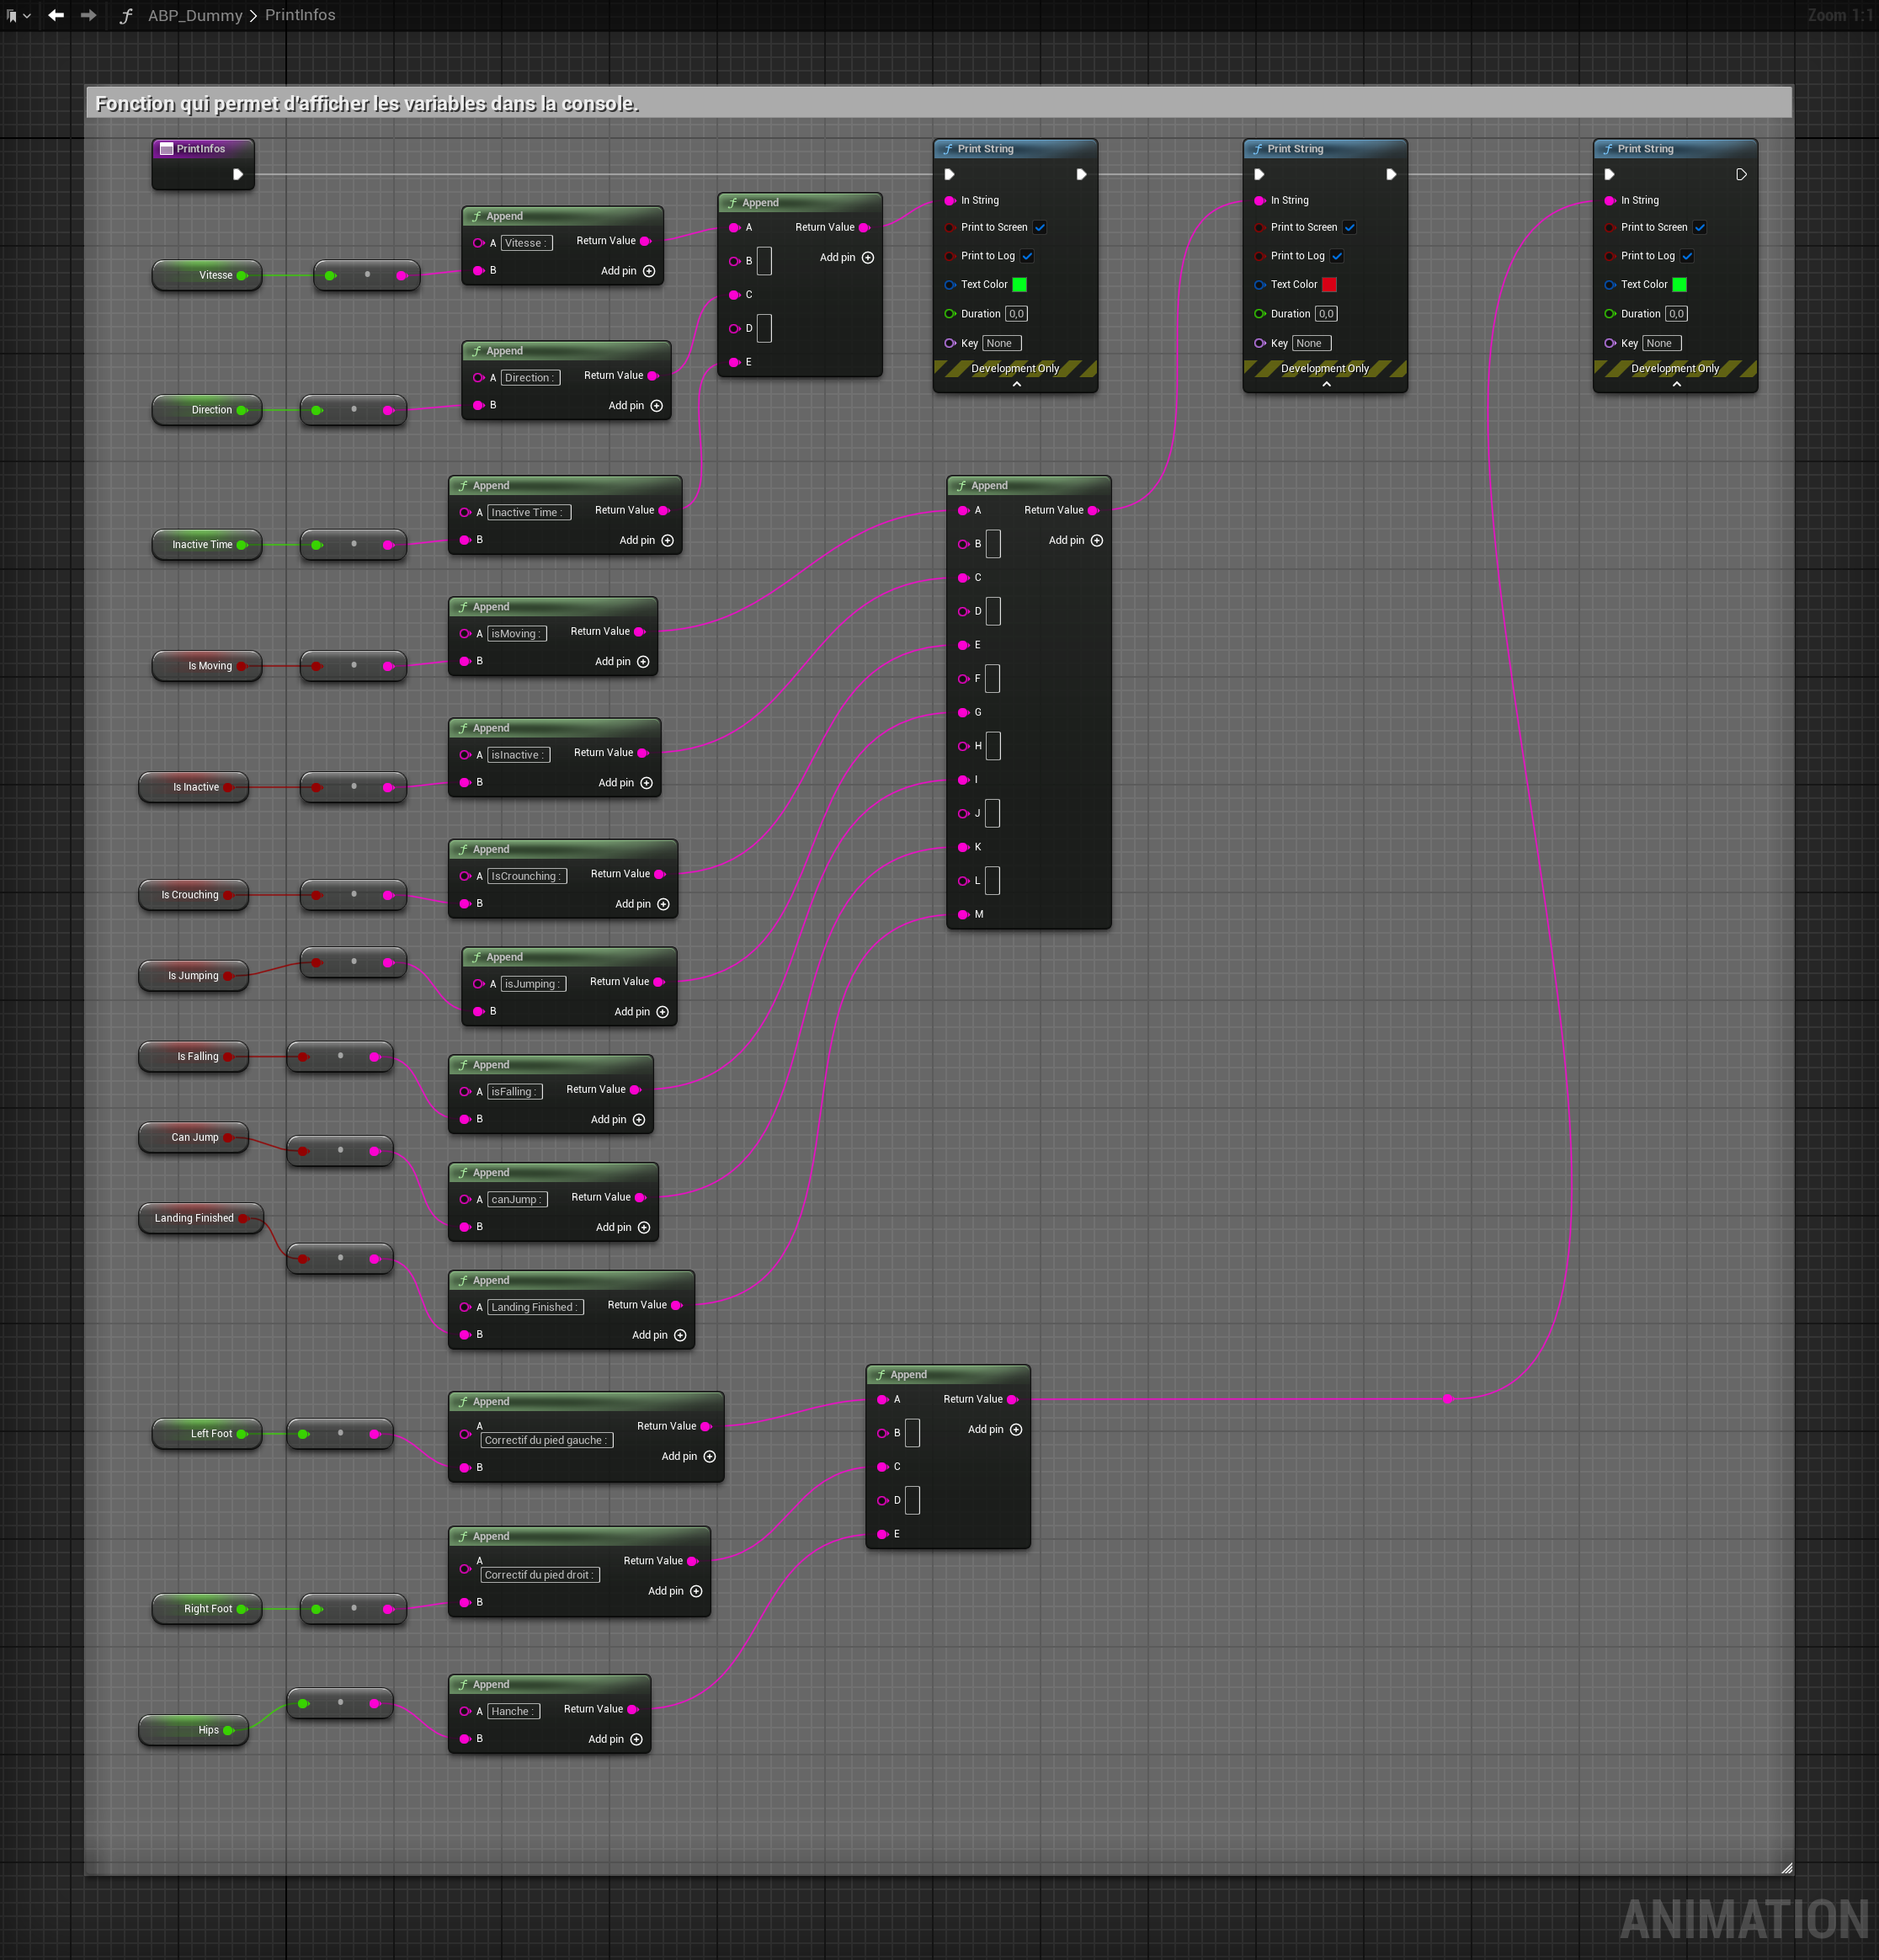 ABP_Dummy > PrintInfos
Zoom 1:1
Fonction qui permet d'afficher les variables dans la console.
PrintInfos
Print String
In String
Print to Screen
Print to Log
Text Color
Duration 0,0
Key None
Development Only
Print String
In String
Print to Screen
Print to Log
Text Color
Duration 0,0
Key None
Development Only
Print String
In String
Print to Screen
Print to Log
Text Color
Duration 0,0
Key None
Development Only
Append
A Return Value
B Add pin
C
D
E
Vitesse
Append
A Vitesse : Return Value
B Add pin
Direction
Append
A Direction : Return Value
B Add pin
Inactive Time
Append
A Inactive Time : Return Value
B Add pin
Append
A Return Value
B Add pin
C
D
E
F
G
H
I
J
K
L
M
Is Moving
Append
A isMoving : Return Value
B Add pin
Is Inactive
Append
A isInactive : Return Value
B Add pin
Is Crouching
Append
A IsCrounching : Return Value
B Add pin
Is Jumping
Append
A isJumping : Return Value
B Add pin
Is Falling
Append
A isFalling : Return Value
B Add pin
Can Jump
Append
A canJump : Return Value
B Add pin
Landing Finished
Append
A Landing Finished : Return Value
B Add pin
Append
A Return Value
B Add pin
C
D
E
Left Foot
Append
A Return Value
Correctif du pied gauche :
Add pin
B
Right Foot
Append
A Return Value
Correctif du pied droit :
Add pin
B
Hips
Append
A Hanche : Return Value
B Add pin
ANIMATION